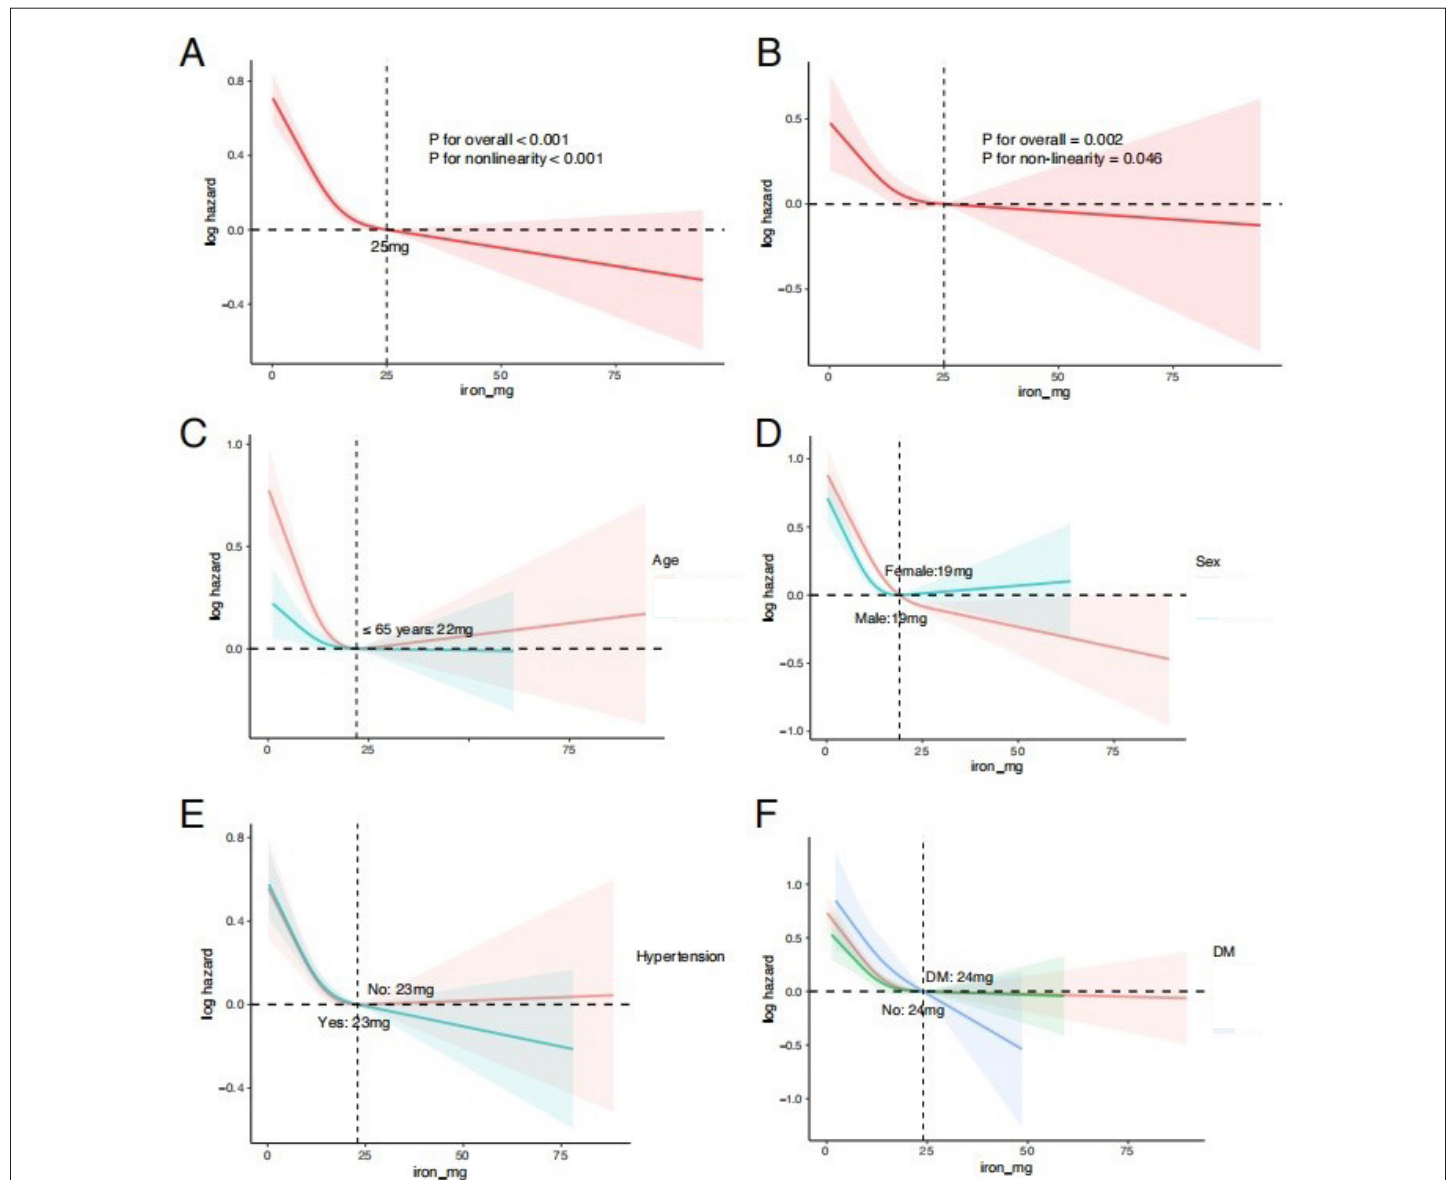 A
0.8
0.4
0.0
−0.4
log hazard
P for overall < 0.001
P for nonlinearity < 0.001
25mg
0 25 50 75
iron_mg
B
0.5
0.0
−0.5
log hazard
P for overall = 0.002
P for non-linearity = 0.046
0 25 50 75
iron_mg
C
1.0
0.5
0.0
log hazard
≤ 65 years: 22mg
Age
0 25 75
D
1.0
0.5
0.0
−0.5
−1.0
log hazard
Female:19mg
Male:19mg
Sex
0 25 50 75
iron_mg
E
0.8
0.4
0.0
−0.4
log hazard
No: 23mg
Yes: 23mg
Hypertension
0 25 50 75
iron_mg
F
1.0
0.5
0.0
−0.5
−1.0
log hazard
DM: 24mg
No: 24mg
DM
0 25 50 75
iron_mg